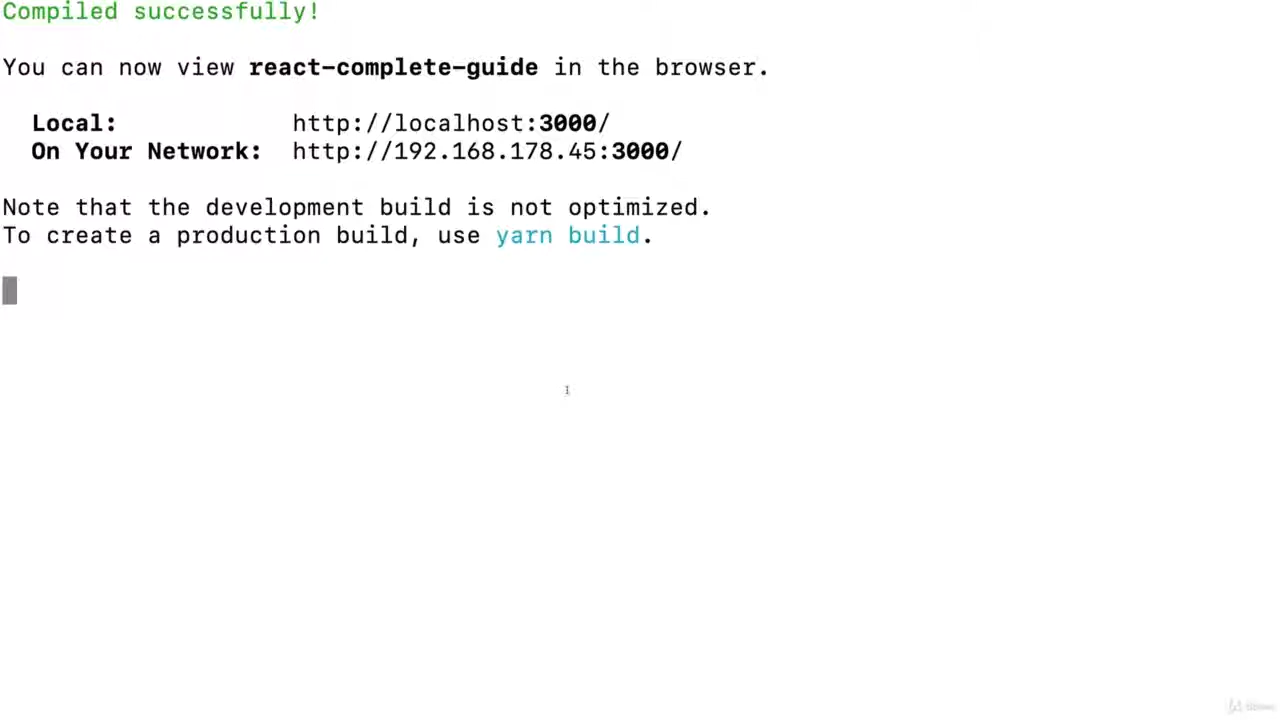 Compiled successfully!
You can now view react-complete-guide in the browser.
Local: http://localhost:3000/
On Your Network: http://192.168.178.45:3000/
Note that the development build is not optimized.
To create a production build, use yarn build.